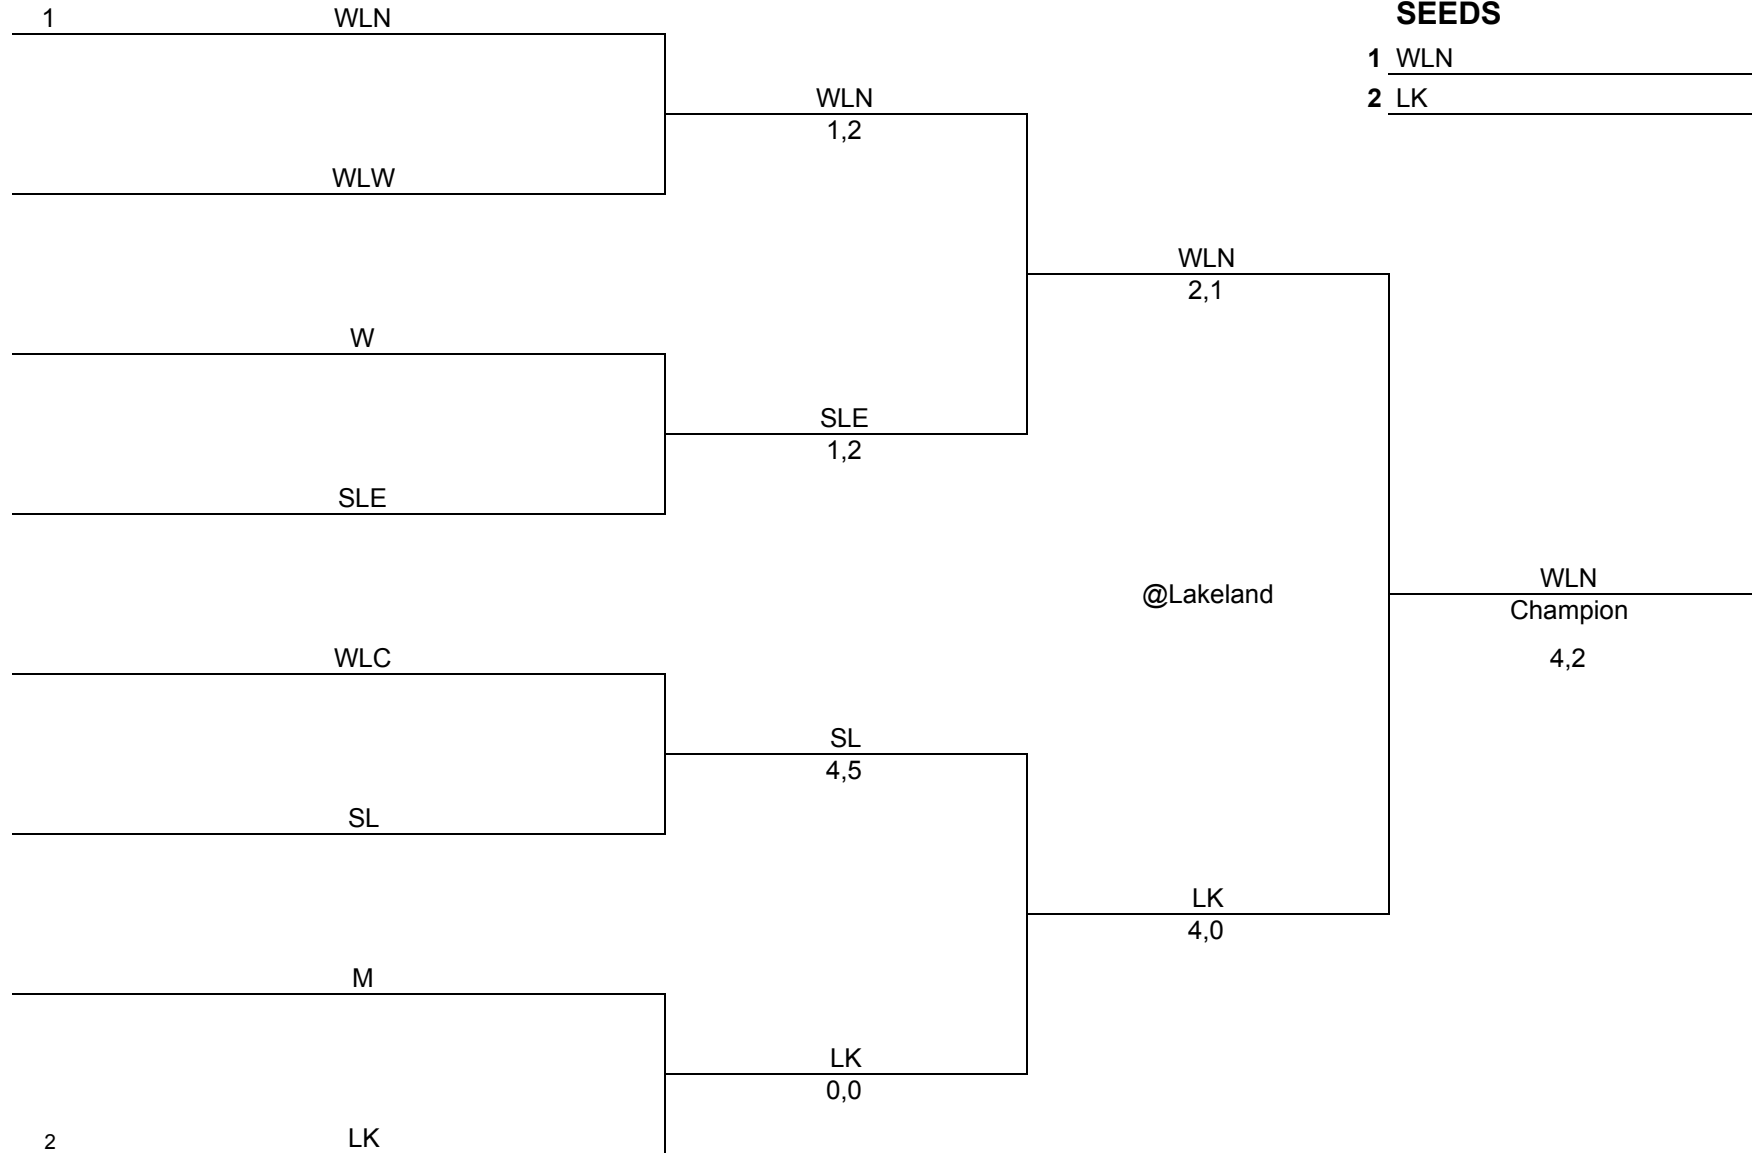 1 WLN
SEEDS
1 WLN
WLN
2 LK
1,2
WLW
WLN
2,1
W
SLE
1,2
SLE
WLN
@Lakeland
Champion
WLC
4,2
SL
4,5
SL
LK
4,0
M
LK
0,0
2 LK